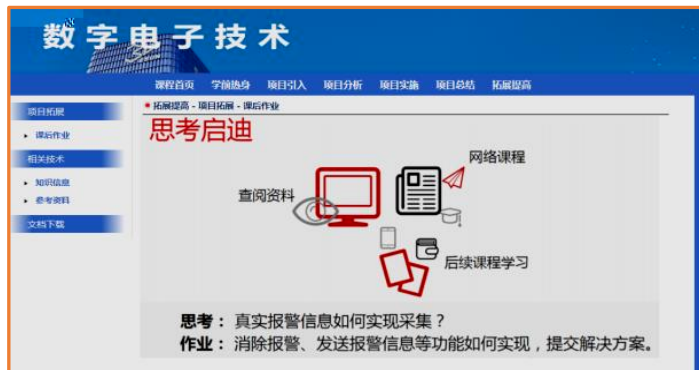 数字电子技术
课程首页 学前热身 项目引入 项目分析 项目实施 项目总结 拓展提高
项目拓展
课后作业
相关技术
知识信息
参考资料
文档下载
拓展提高 - 项目拓展 - 课后作业
思考启迪
网络课程
查阅资料
后续课程学习
思考：真实报警信息如何实现采集？
作业：消除报警、发送报警信息等功能如何实现，提交解决方案。